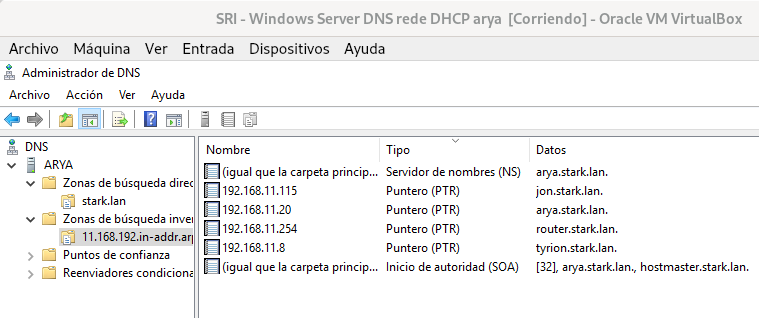 SRI - Windows Server DNS rede DHCP arya [Corriendo] - Oracle VM VirtualBox
Archivo Máquina Ver Entrada Dispositivos Ayuda
Administrador de DNS
Archivo Acción Ver Ayuda
DNS
ARYA
Zonas de búsqueda direc
stark.lan
Zonas de búsqueda inver
11.168.192.in-addr.arp
Puntos de confianza
Reenviadores condiciona
Nombre Tipo Datos
(igual que la carpeta princip... Servidor de nombres (NS) arya.stark.lan.
192.168.11.115 Puntero (PTR) jon.stark.lan.
192.168.11.20 Puntero (PTR) arya.stark.lan.
192.168.11.254 Puntero (PTR) router.stark.lan.
192.168.11.8 Puntero (PTR) tyrion.stark.lan.
(igual que la carpeta princip... Inicio de autoridad (SOA) [32], arya.stark.lan., hostmaster.stark.lan.